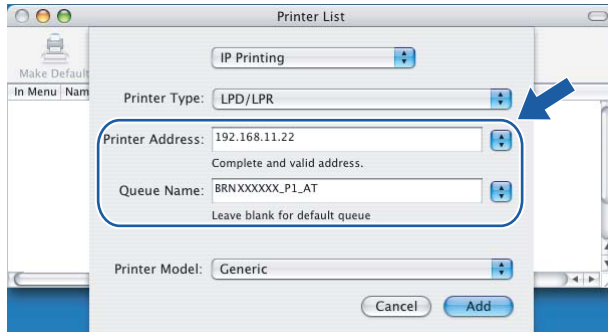 Printer List
IP Printing
Make Default
In Menu Nam
Printer Type: LPD/LPR
Printer Address: 192.168.11.22
Complete and valid address.
Queue Name: BRNXXXXXX_P1_AT
Leave blank for default queue
Printer Model: Generic
Cancel Add